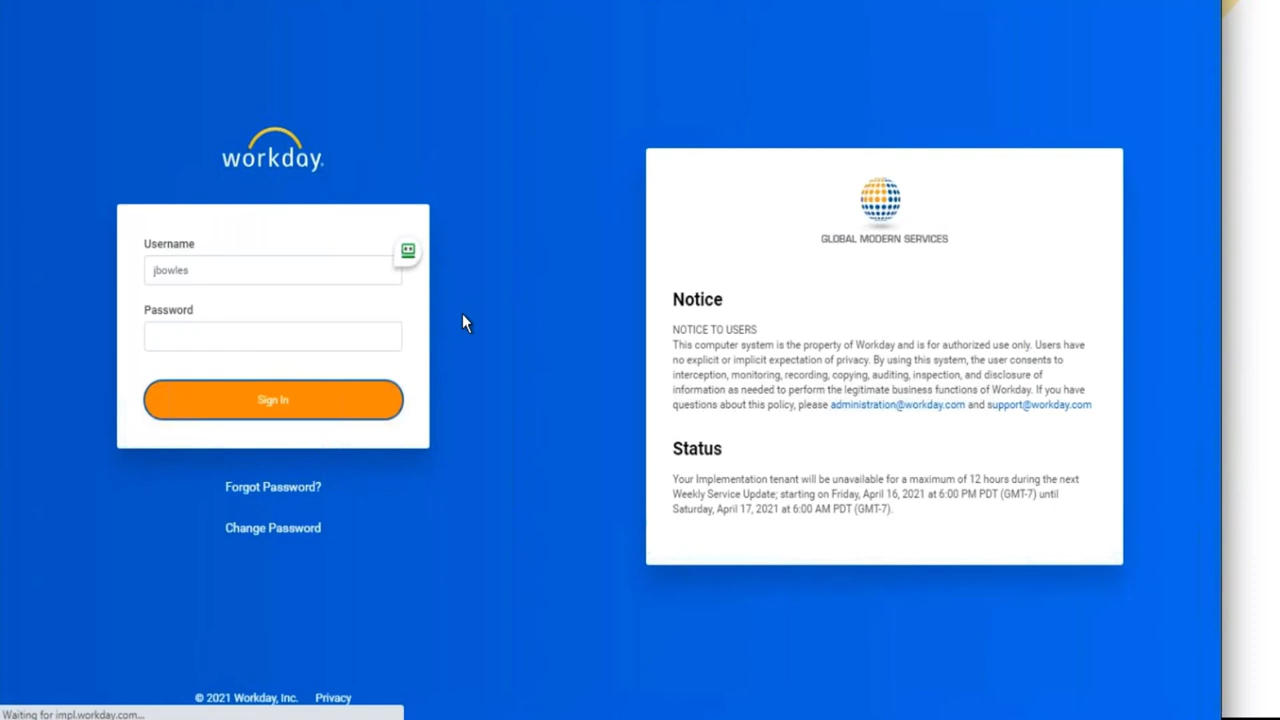 workday.
Username
jbowles
Password
Sign In
Forgot Password?
Change Password
© 2021 Workday, Inc. Privacy
Waiting for impl.workday.com...
GLOBAL MODERN SERVICES
Notice
NOTICE TO USERS
This computer system is the property of Workday and is for authorized use only. Users have
no explicit or implicit expectation of privacy. By using this system, the user consents to
interception, monitoring, recording, copying, auditing, inspection, and disclosure of
information as needed to perform the legitimate business functions of Workday. If you have
questions about this policy, please administration@workday.com and support@workday.com
Status
Your Implementation tenant will be unavailable for a maximum of 12 hours during the next
Weekly Service Update; starting on Friday, April 16, 2021 at 6:00 PM PDT (GMT-7) until
Saturday, April 17, 2021 at 6:00 AM PDT (GMT-7).